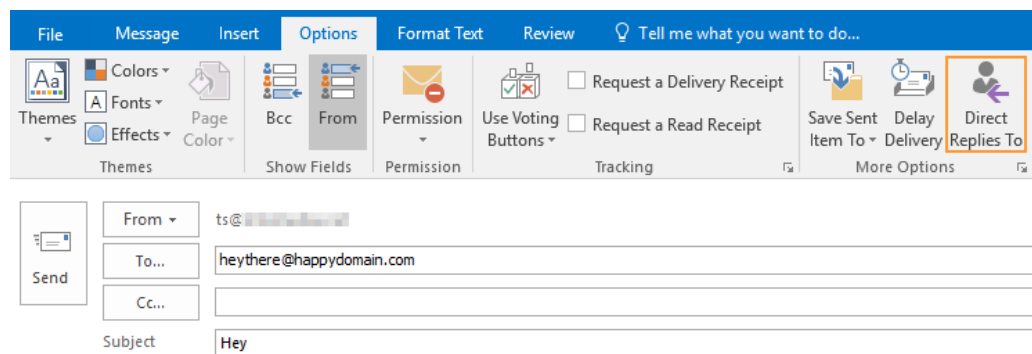 File Message Insert Options Format Text Review Tell me what you want to do...
Aa Colors
A Fonts
Effects
Themes
Page Color
Bcc
From
Permission
Use Voting Buttons
Request a Delivery Receipt
Request a Read Receipt
Save Sent Item To
Delay Delivery
Direct Replies To
Themes Show Fields Permission Tracking More Options
From ts@
To... heythere@happydomain.com
Send
Cc...
Subject Hey